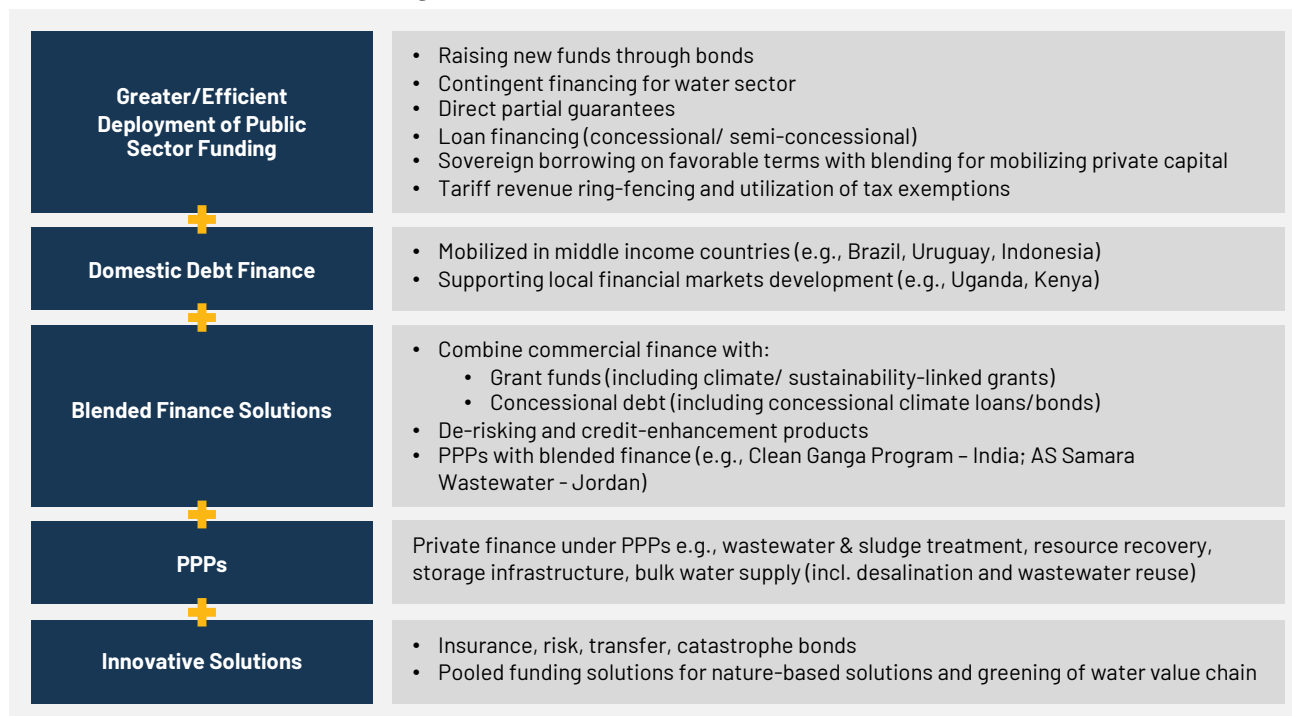 Greater/Efficient
Deployment of Public
Sector Funding
• Raising new funds through bonds
• Contingent financing for water sector
• Direct partial guarantees
• Loan financing (concessional/ semi-concessional)
• Sovereign borrowing on favorable terms with blending for mobilizing private capital
• Tariff revenue ring-fencing and utilization of tax exemptions
Domestic Debt Finance
• Mobilized in middle income countries (e.g., Brazil, Uruguay, Indonesia)
• Supporting local financial markets development (e.g., Uganda, Kenya)
Blended Finance Solutions
• Combine commercial finance with:
• Grant funds (including climate/ sustainability-linked grants)
• Concessional debt (including concessional climate loans/bonds)
• De-risking and credit-enhancement products
• PPPs with blended finance (e.g., Clean Ganga Program – India; AS Samara
Wastewater - Jordan)
PPPs
Private finance under PPPs e.g., wastewater & sludge treatment, resource recovery,
storage infrastructure, bulk water supply (incl. desalination and wastewater reuse)
Innovative Solutions
• Insurance, risk, transfer, catastrophe bonds
• Pooled funding solutions for nature-based solutions and greening of water value chain